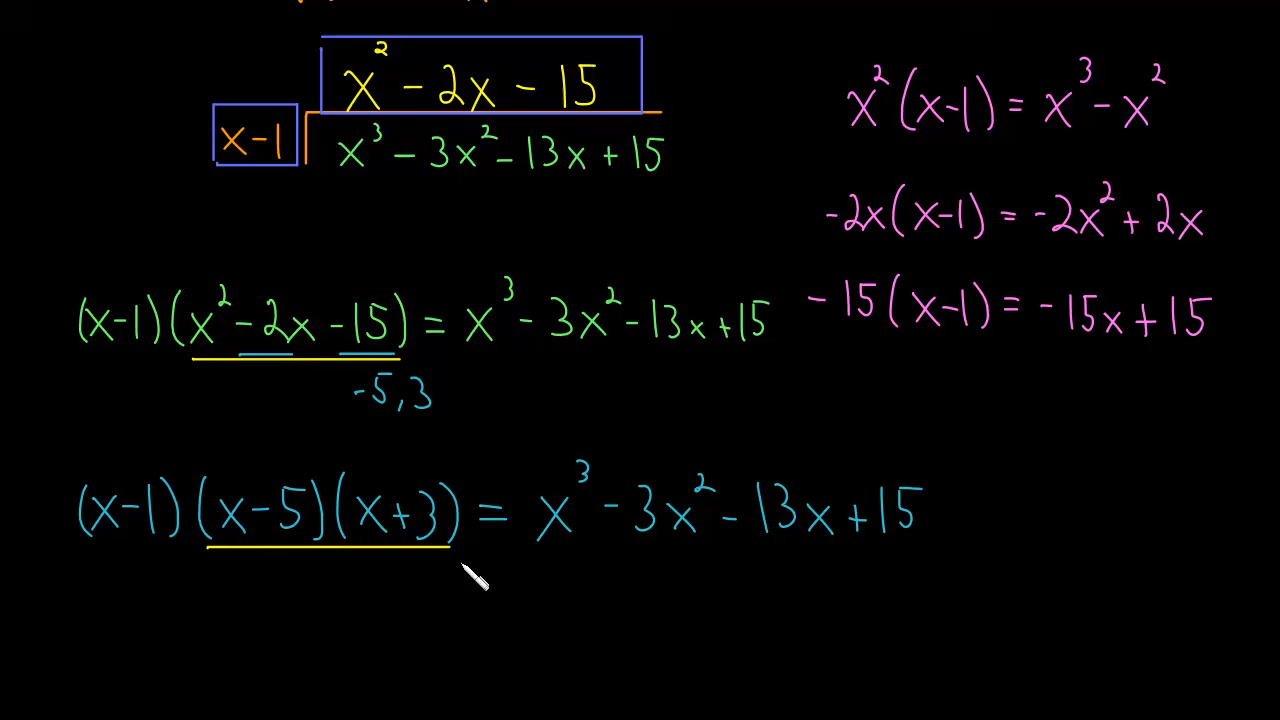 x² - 2x - 15
x-1
x³ - 3x² - 13x + 15
(x-1)(x² - 2x - 15) = x³ - 3x² - 13x + 15
-5, 3
(x-1)(x-5)(x+3) = x³ - 3x² - 13x + 15
x²(x-1) = x³ - x²
-2x(x-1) = -2x² + 2x
-15(x-1) = -15x + 15